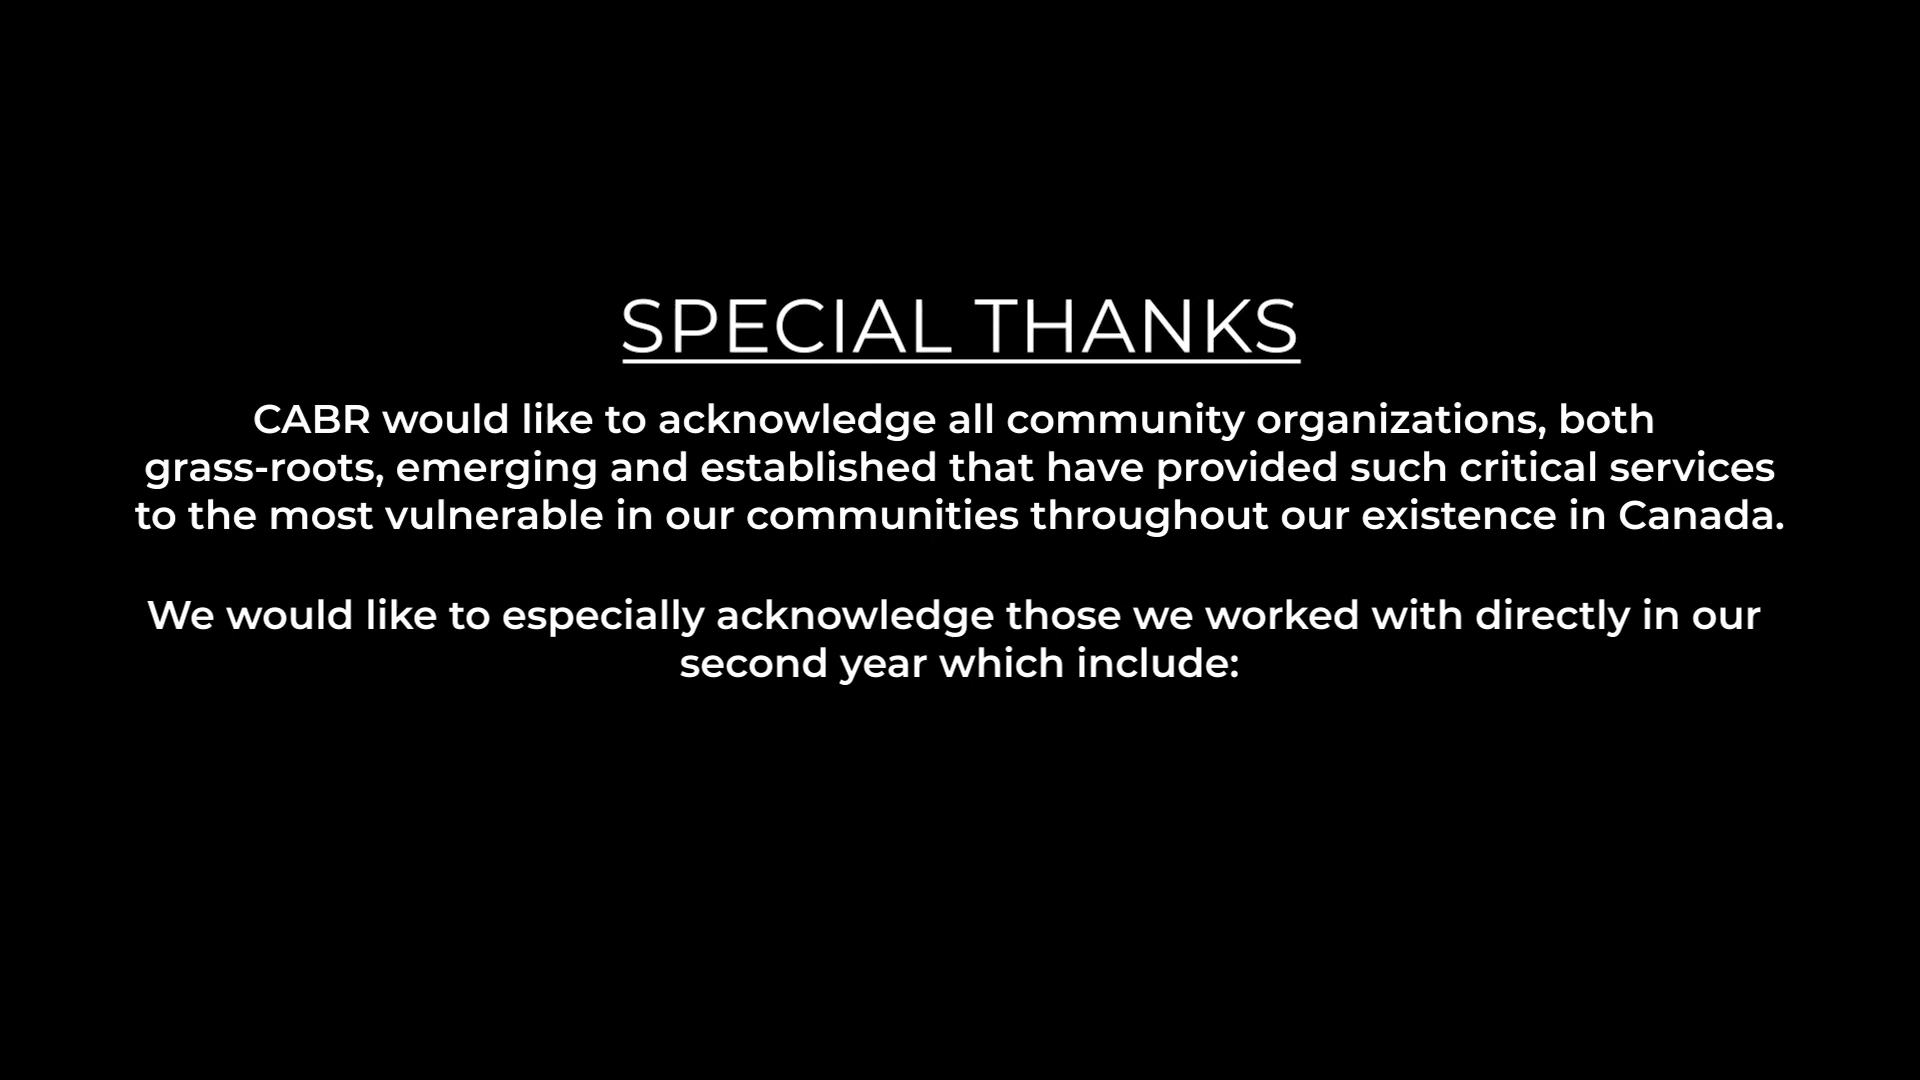 SPECIAL THANKS
CABR would like to acknowledge all community organizations, both
grass-roots, emerging and established that have provided such critical services
to the most vulnerable in our communities throughout our existence in Canada.
We would like to especially acknowledge those we worked with directly in our
second year which include: